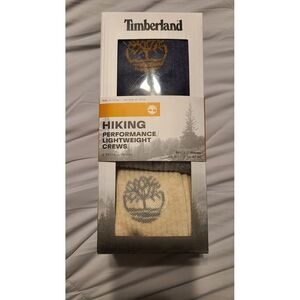 Timberland
HIKING
PERFORMANCE
LIGHTWEIGHT
CREWS